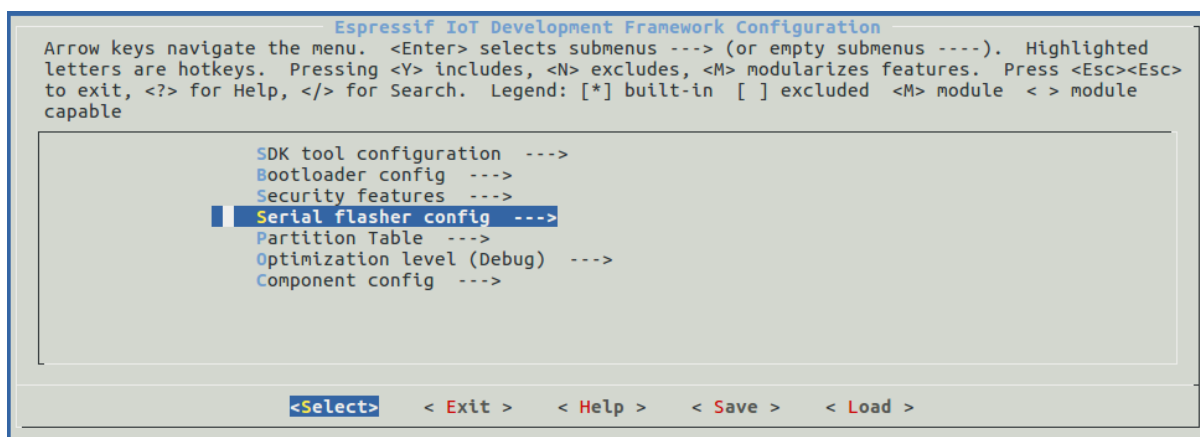 Espressif IoT Development Framework Configuration
Arrow keys navigate the menu.  <Enter> selects submenus ---> (or empty submenus ----).  Highlighted
letters are hotkeys.  Pressing <Y> includes, <N> excludes, <M> modularizes features.  Press <Esc><Esc>
to exit, <?> for Help, </> for Search.  Legend: [*] built-in  [ ] excluded  <M> module  < > module
capable
SDK tool configuration  --->
Bootloader config  --->
Security features  --->
Serial flasher config  --->
Partition Table  --->
Optimization level (Debug)  --->
Component config  --->
<Select>    < Exit >    < Help >    < Save >    < Load >